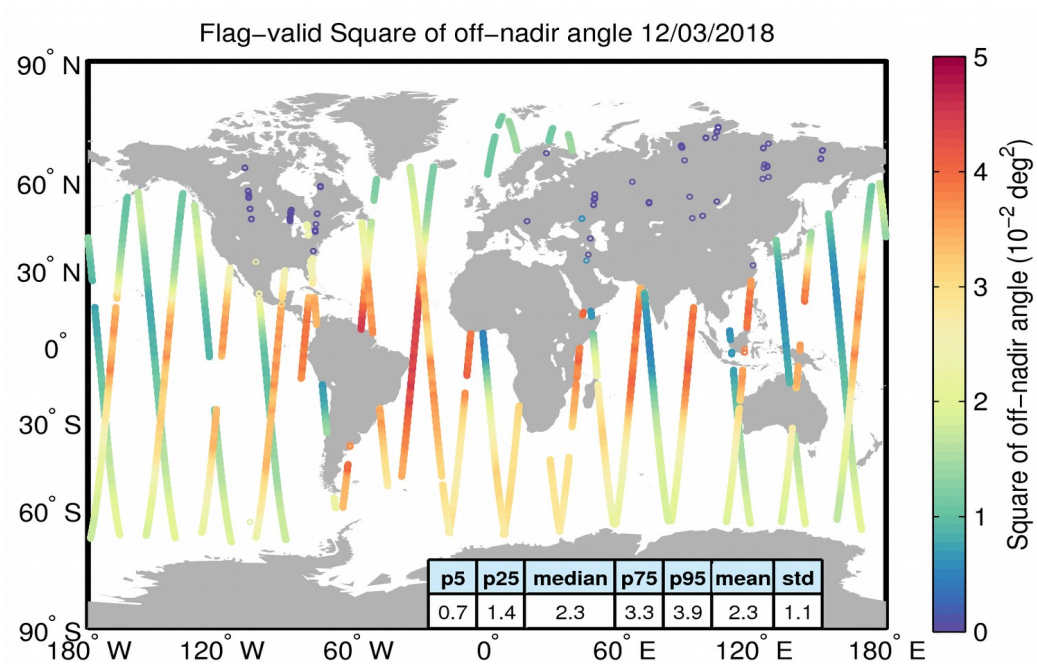 Flag−valid Square of off−nadir angle 12/03/2018
90° N
60° N
30° N
0°
30° S
60° S
90° S
180° W
120° W
60° W
0°
60° E
120° E
180° E
p5 p25 median p75 p95 mean std
0.7 1.4 2.3 3.3 3.9 2.3 1.1
5
4
3
2
1
0
Square of off−nadir angle (10⁻² deg²)